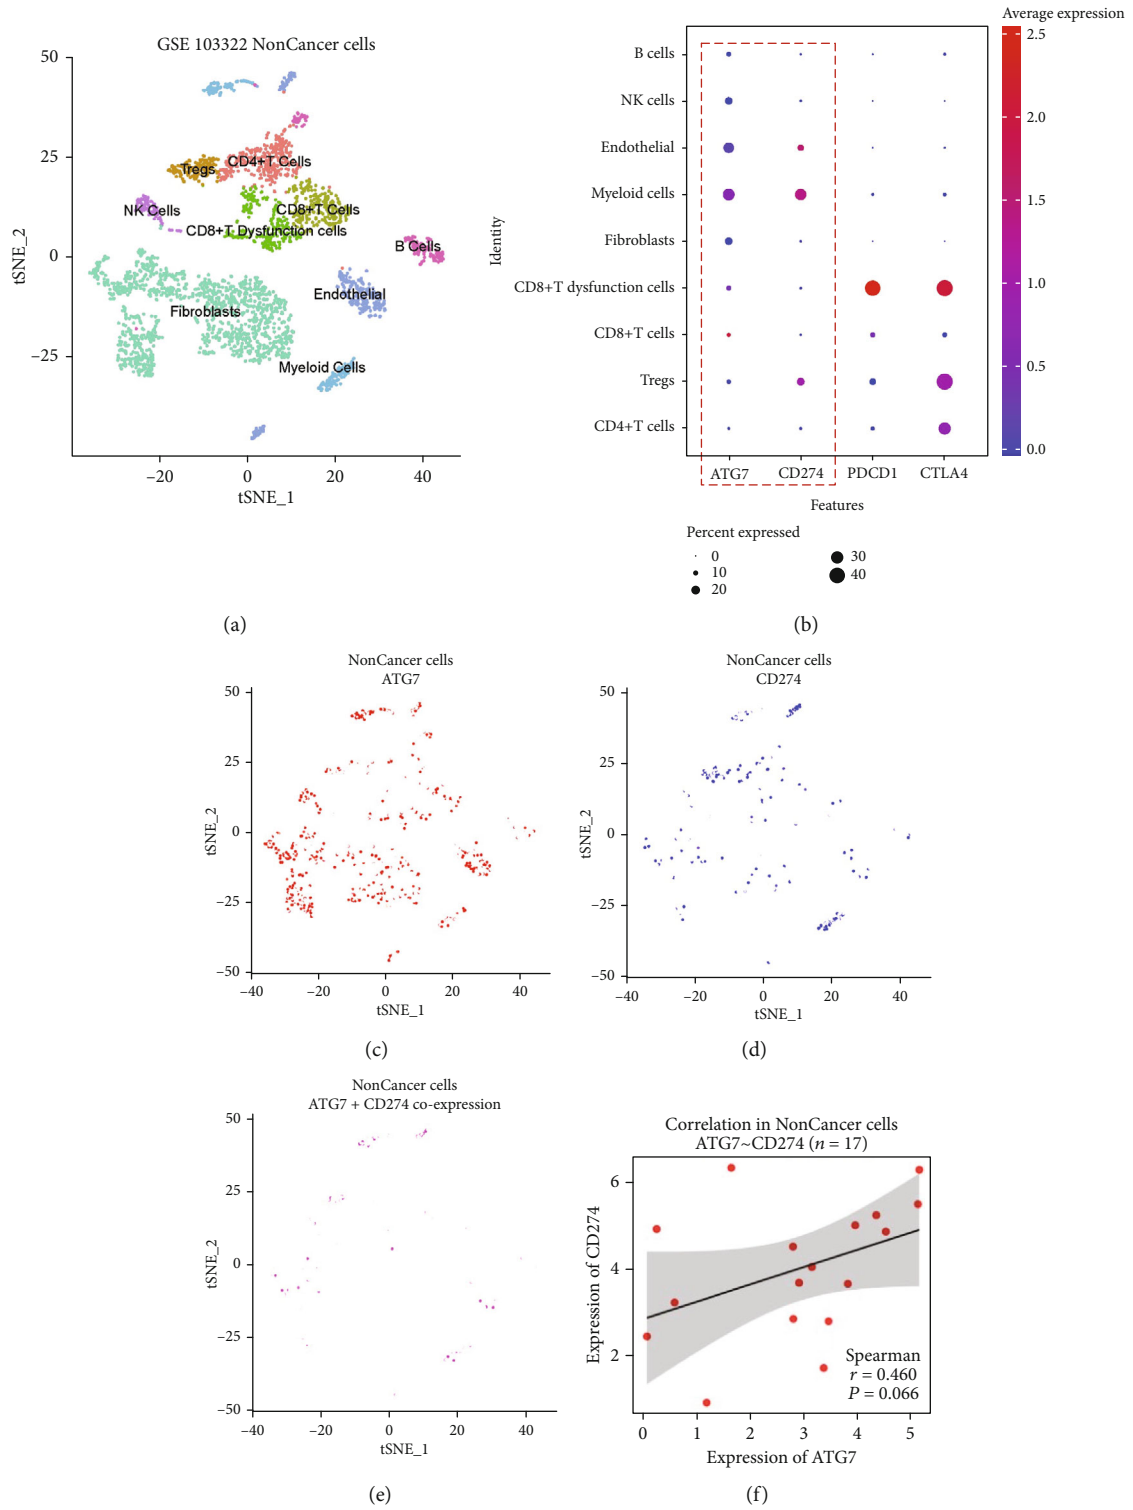 GSE 103322 NonCancer cells
50
25
0
−25
−20
0
20
40
tSNE_2
tSNE_1
Tregs
CD4+T Cells
NK Cells
CD8+T Cells
CD8+T Dysfunction cells
B Cells
Endothelial
Fibroblasts
Myeloid Cells
(a)
Average expression
2.5
2.0
1.5
1.0
0.5
0.0
Identity
B cells
NK cells
Endothelial
Myeloid cells
Fibroblasts
CD8+T dysfunction cells
CD8+T cells
Tregs
CD4+T cells
ATG7 CD274 PDCD1 CTLA4
Features
Percent expressed
0
10
20
30
40
(b)
NonCancer cells
ATG7
50
25
0
−25
−50
−40 −20 0 20 40
tSNE_2
tSNE_1
(c)
NonCancer cells
CD274
50
25
0
−25
−50
−40 −20 0 20 40
tSNE_2
tSNE_1
(d)
NonCancer cells
ATG7 + CD274 co-expression
50
25
0
−25
−50
−40 −20 0 20 40
tSNE_2
tSNE_1
(e)
Correlation in NonCancer cells
ATG7~CD274 (n = 17)
6
4
2
Expression of CD274
Spearman
r = 0.460
P = 0.066
0 1 2 3 4 5
Expression of ATG7
(f)